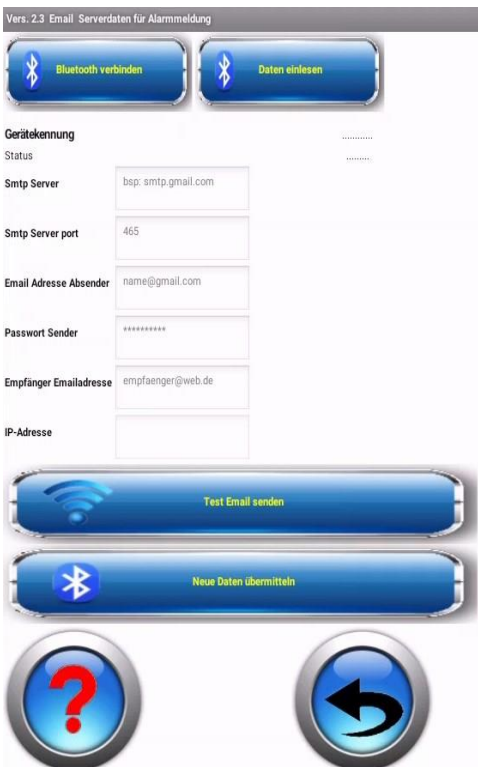 Vers. 2.3 Email Serverdaten für Alarmmeldung
Bluetooth verbinden
Daten einlesen
Gerätekennung ............
Status .........
Smtp Server bsp: smtp.gmail.com
Smtp Server port 465
Email Adresse Absender name@gmail.com
Passwort Sender **********
Empfänger Emailadresse empfaenger@web.de
IP-Adresse
Test Email senden
Neue Daten übermitteln
?